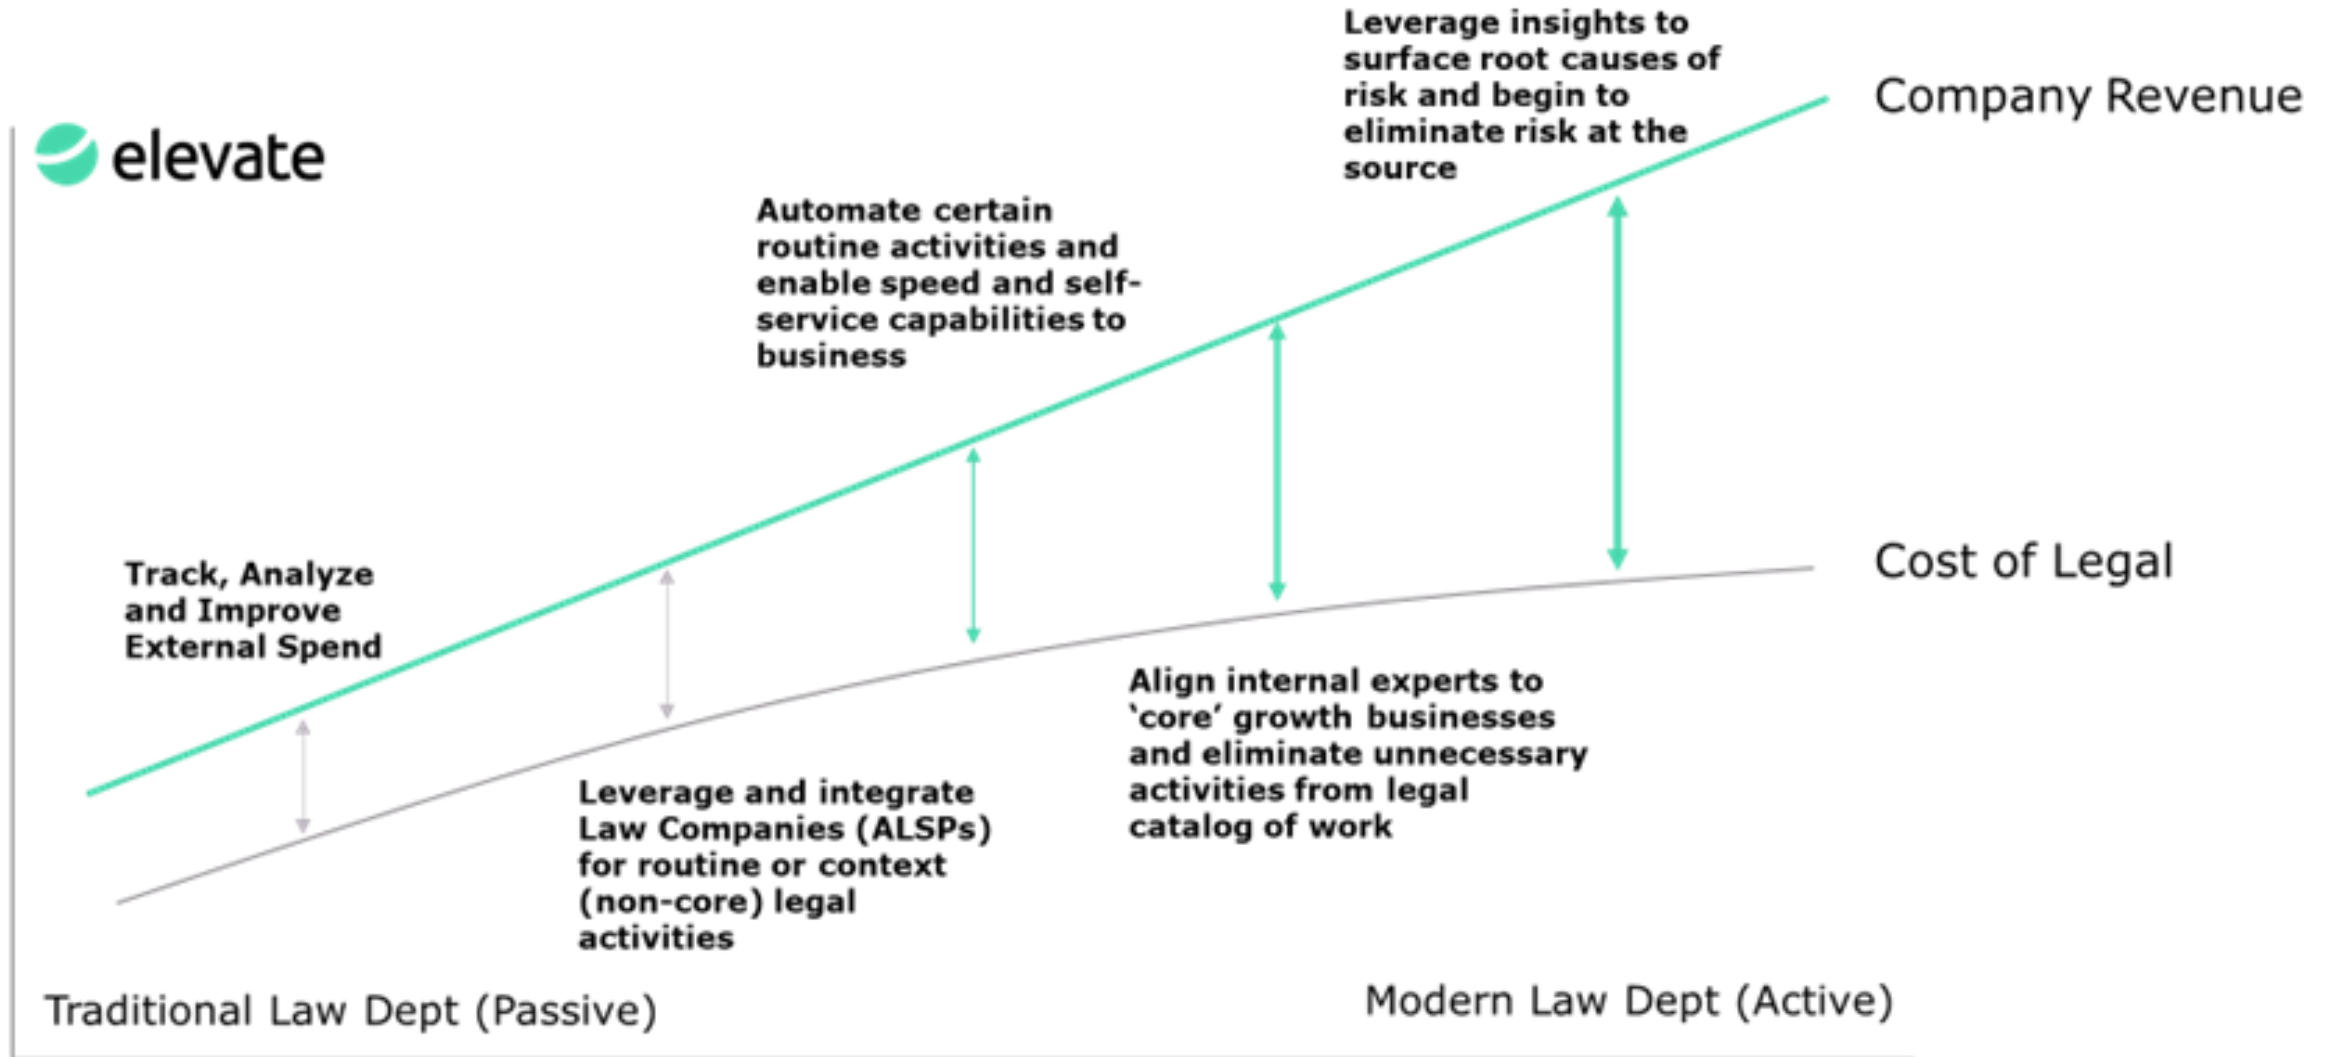 elevate
Leverage insights to
surface root causes of
risk and begin to
eliminate risk at the
source
Company Revenue
Automate certain
routine activities and
enable speed and self-
service capabilities to
business
Track, Analyze
and Improve
External Spend
Cost of Legal
Leverage and integrate
Law Companies (ALSPs)
for routine or context
(non-core) legal
activities
Align internal experts to
‘core’ growth businesses
and eliminate unnecessary
activities from legal
catalog of work
Traditional Law Dept (Passive)
Modern Law Dept (Active)